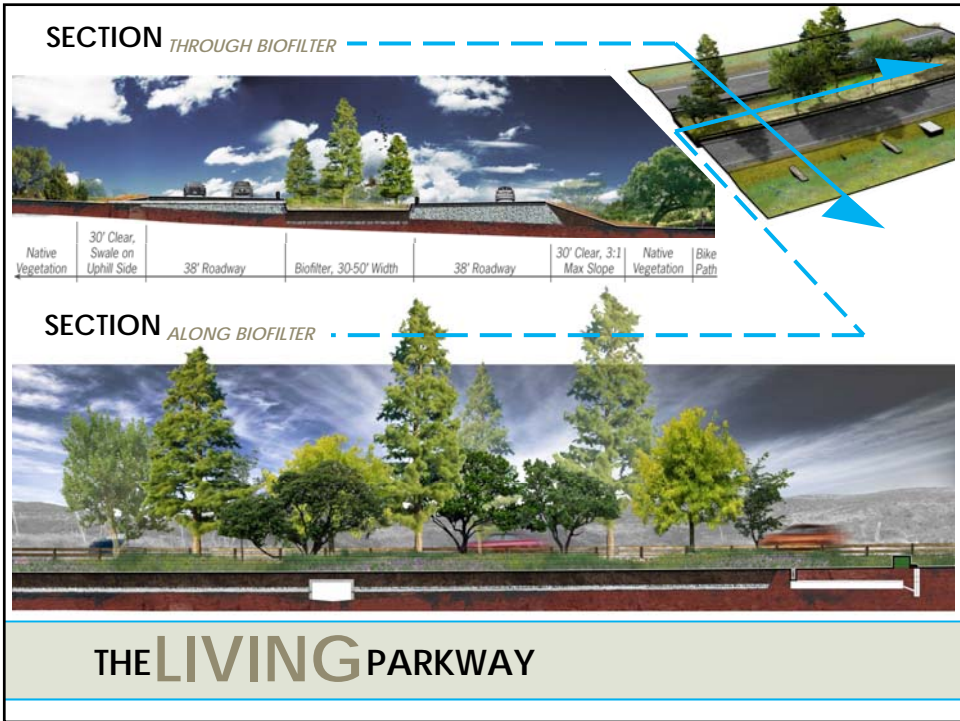 SECTION THROUGH BIOFILTER
Native Vegetation
30' Clear, Swale on Uphill Side
38' Roadway
Biofilter, 30-50' Width
38' Roadway
30' Clear, 3:1 Max Slope
Native Vegetation
Bike Path
SECTION ALONG BIOFILTER
THE LIVING PARKWAY